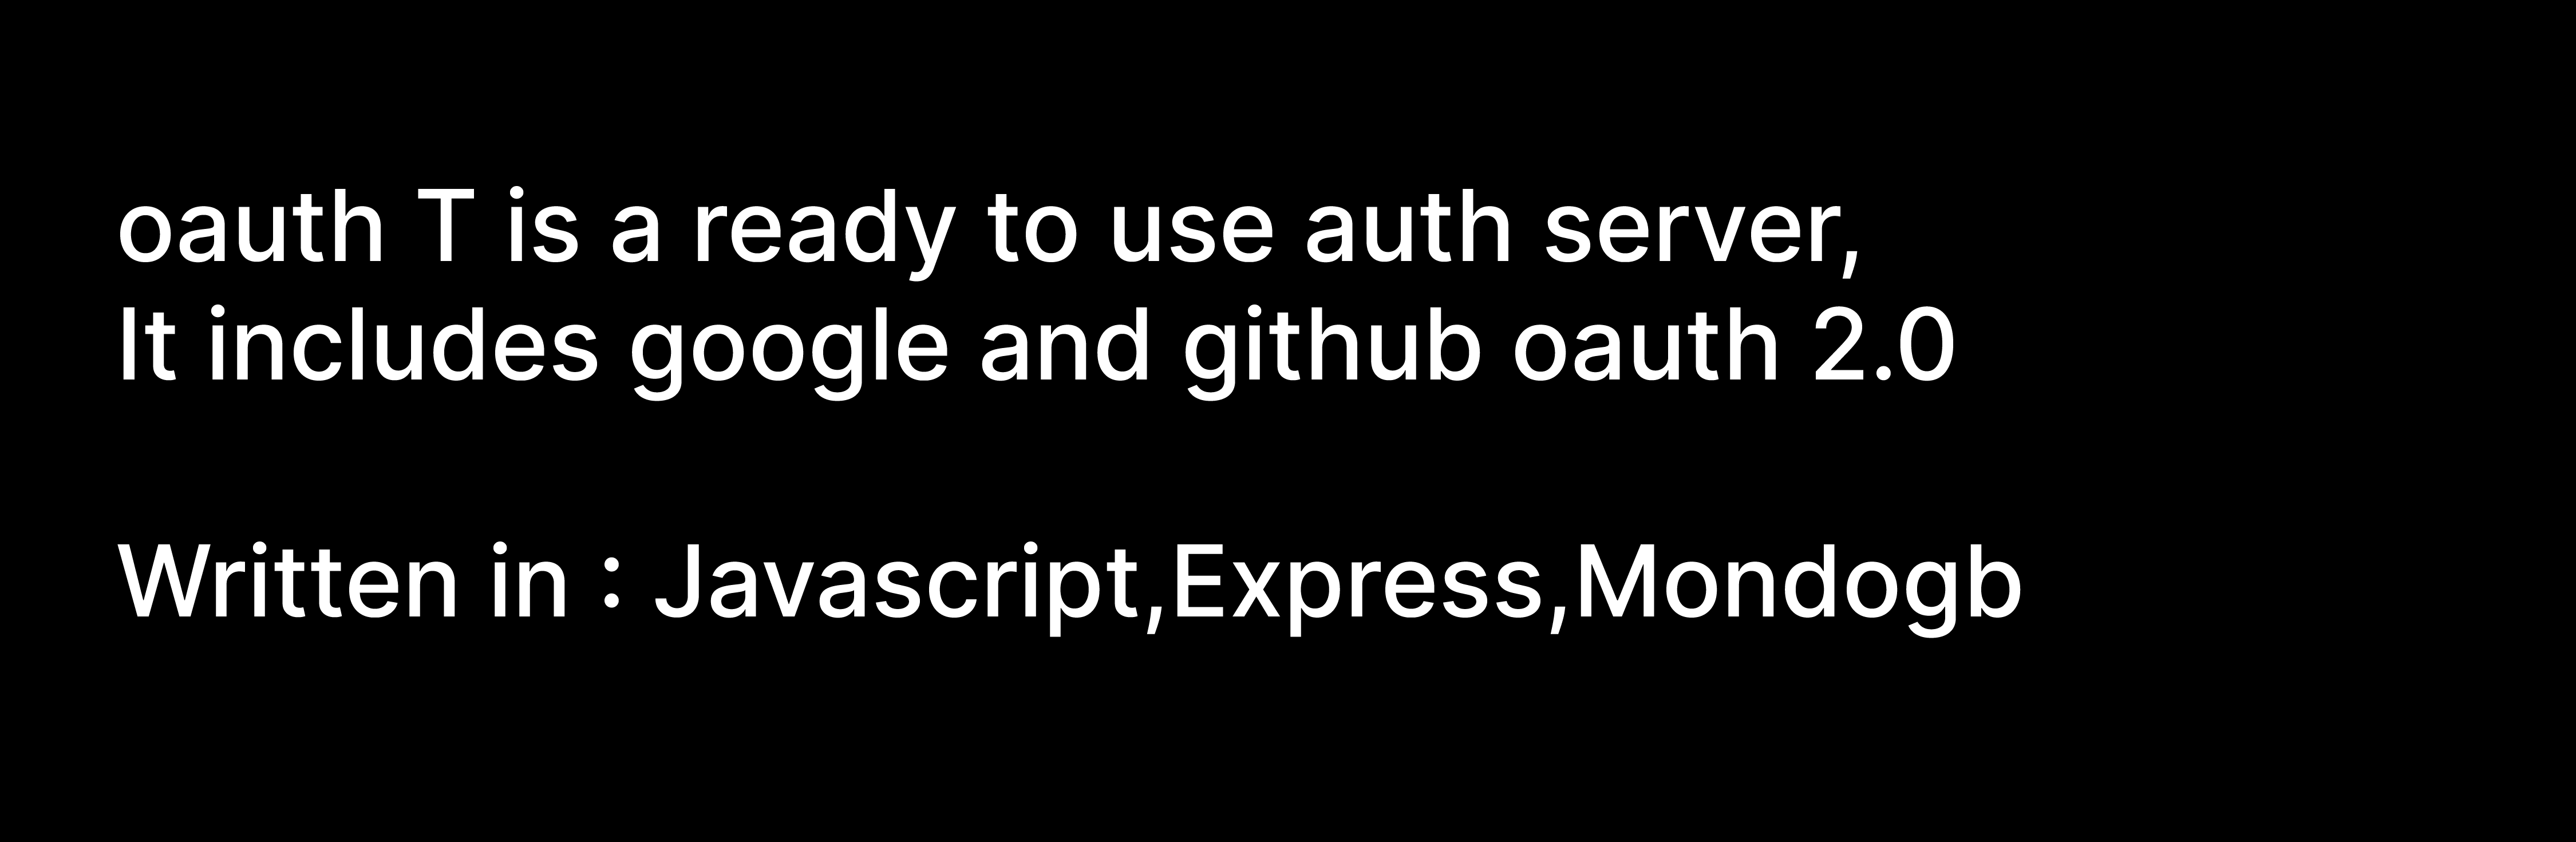 oauth T is a ready to use auth server,
It includes google and github oauth 2.0
Written in : Javascript,Express,Mondogb